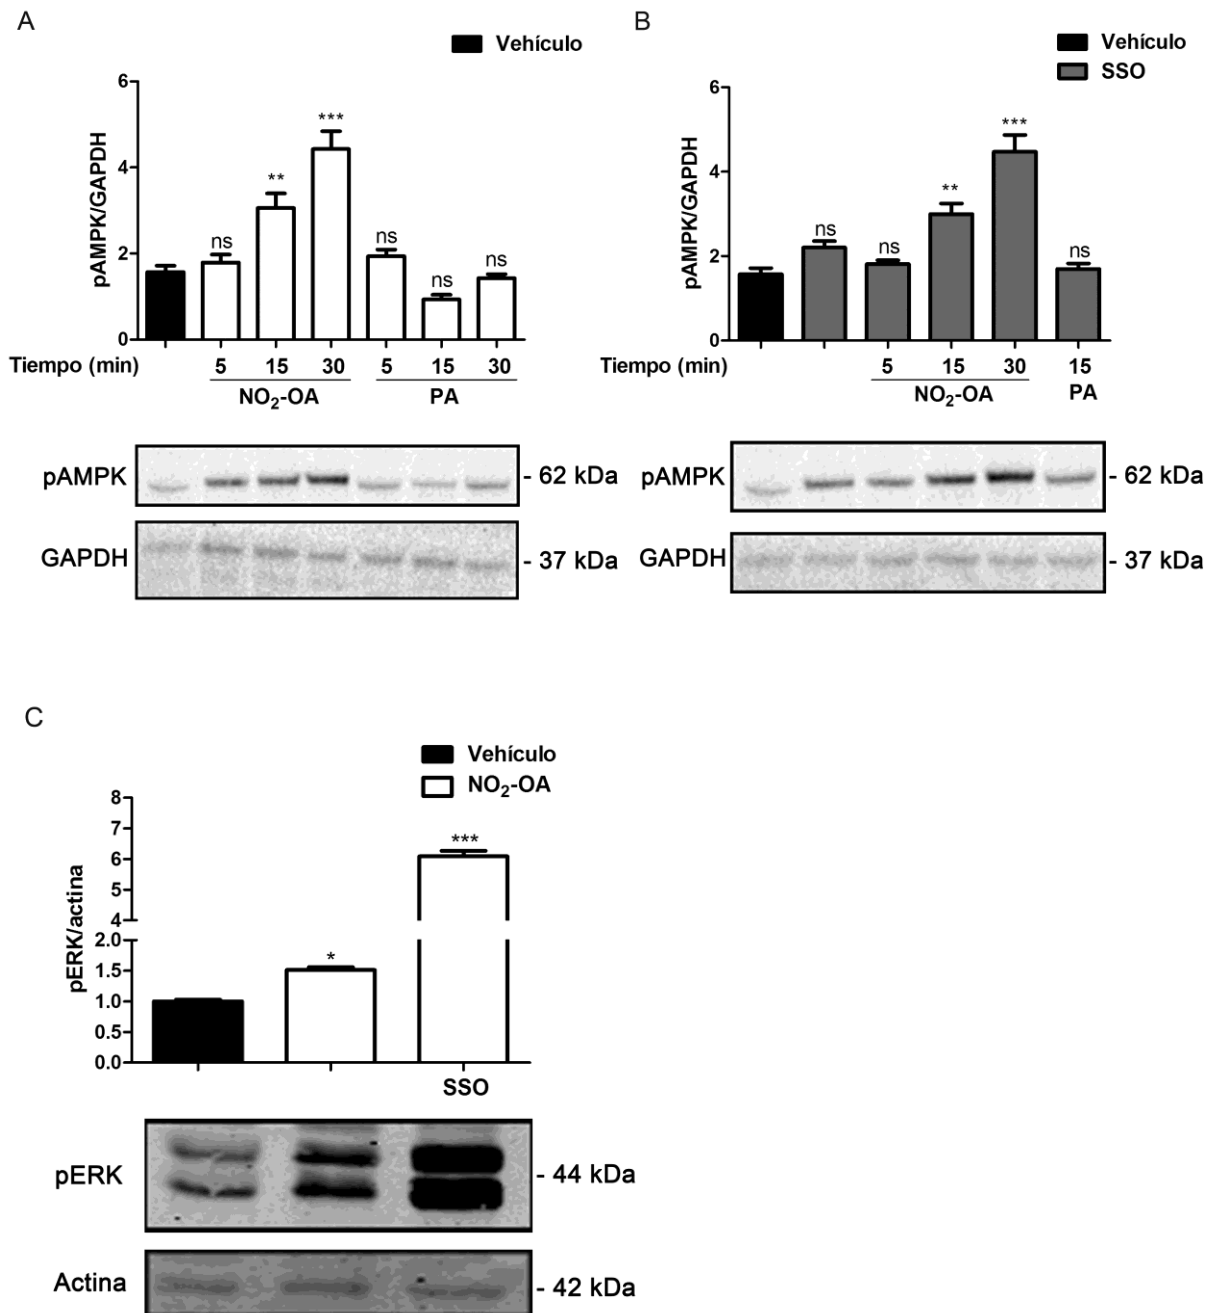 A
Vehículo
pAMPK/GAPDH
6
4
2
0
***
**
ns
ns
ns
ns
Tiempo (min) 5 15 30 5 15 30
NO₂-OA PA
pAMPK - 62 kDa
GAPDH - 37 kDa
B
Vehículo
SSO
pAMPK/GAPDH
6
4
2
0
***
**
ns
ns
ns
5 15 30 15
NO₂-OA PA
pAMPK - 62 kDa
GAPDH - 37 kDa
C
Vehículo
NO₂-OA
pERK/actina
8
7
6
5
4
2.0
1.5
1.0
0.5
0.0
***
*
SSO
pERK - 44 kDa
Actina - 42 kDa